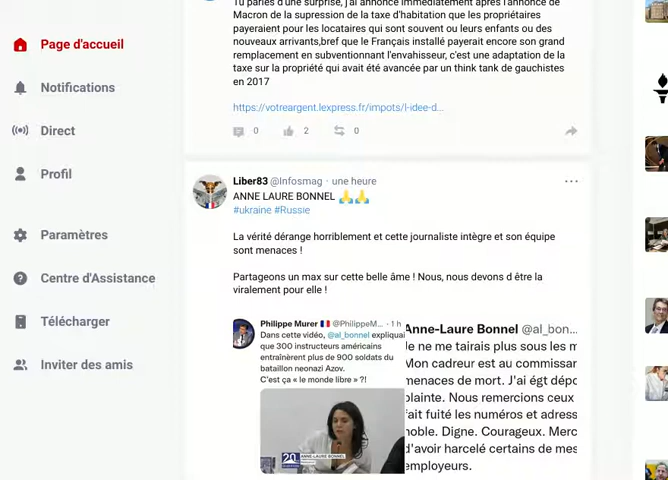 Tu parles d'une surprise, j'ai annoncé immédiatement après l'annonce de
Macron de la supression de la taxe d'habitation que les propriétaires
payeraient pour les locataires qui sont souvent ou leurs enfants ou des
nouveaux arrivants,bref que le Français installé payerait encore son grand
remplacement en subventionnant l'envahisseur, c'est une adaptation de la
taxe sur la propriété qui avait été avancée par un think tank de gauchistes
en 2017
https://votreargent.lexpress.fr/impots/l-idee-d...
0 2 0
Page d'accueil
Notifications
Direct
Profil
Paramètres
Centre d'Assistance
Télécharger
Inviter des amis
Liber83 @Infosmag · une heure
ANNE LAURE BONNEL 🙏🙏
#ukraine #Russie
La vérité dérange horriblement et cette journaliste intègre et son équipe
sont menaces !
Partageons un max sur cette belle âme ! Nous, nous devons d être la
viralement pour elle !
Philippe Murer 🇫🇷 @PhilippeM... · 1 h
Dans cette vidéo, @al_bonnel expliquai
que 300 instructeurs américains
entraînèrent plus de 900 soldats du
bataillon neonazi Azov.
C'est ça « le monde libre » ?!
20
ANNE-LAURE BONNEL
Anne-Laure Bonnel @al_bon...
Je ne me tairais plus sous les m
Mon cadreur est au commissar
menaces de mort. J'ai égt dépo
plainte. Nous remercions ceux
fait fuité les numéros et adress
noble. Digne. Courageux. Merc
d'avoir harcelé certains de mes
employeurs.